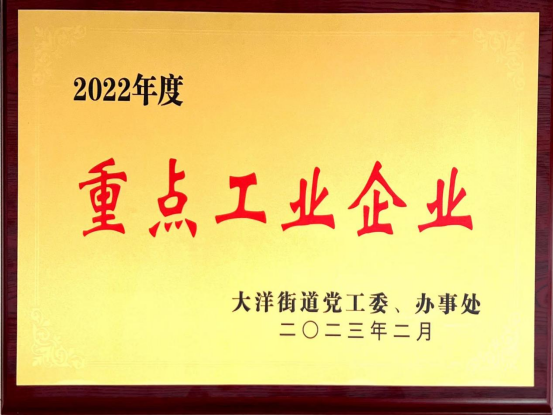 2022年度
重点工业企业
大洋街道党工委、办事处
二〇二三年二月